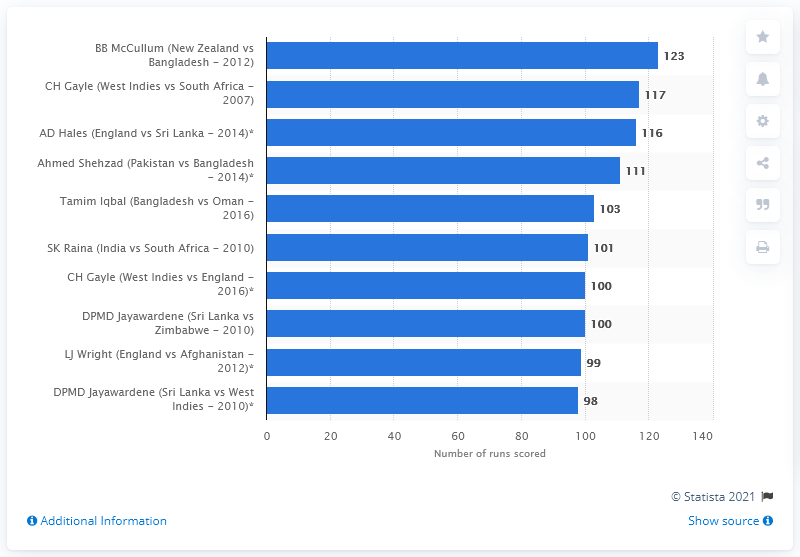 BB McCullum (New Zealand vs
Bangladesh – 2012)
123
CH Gayle (West Indies vs South Africa –
2007)
117
AD Hales (England vs Sri Lanka – 2014)*
116
Ahmed Shehzad (Pakistan vs Bangladesh
– 2014)*
111
Tamim Iqbal (Bangladesh vs Oman –
2016)
103
SK Raina (India vs South Africa – 2010)
101
CH Gayle (West Indies vs England –
2016)*
100
DPMD Jayawardene (Sri Lanka vs
Zimbabwe – 2010)
100
LJ Wright (England vs Afghanistan –
2012)*
99
DPMD Jayawardene (Sri Lanka vs West
Indies – 2010)*
98
0 20 40 60 80 100 120 140
Number of runs scored
© Statista 2021
Additional Information
Show source